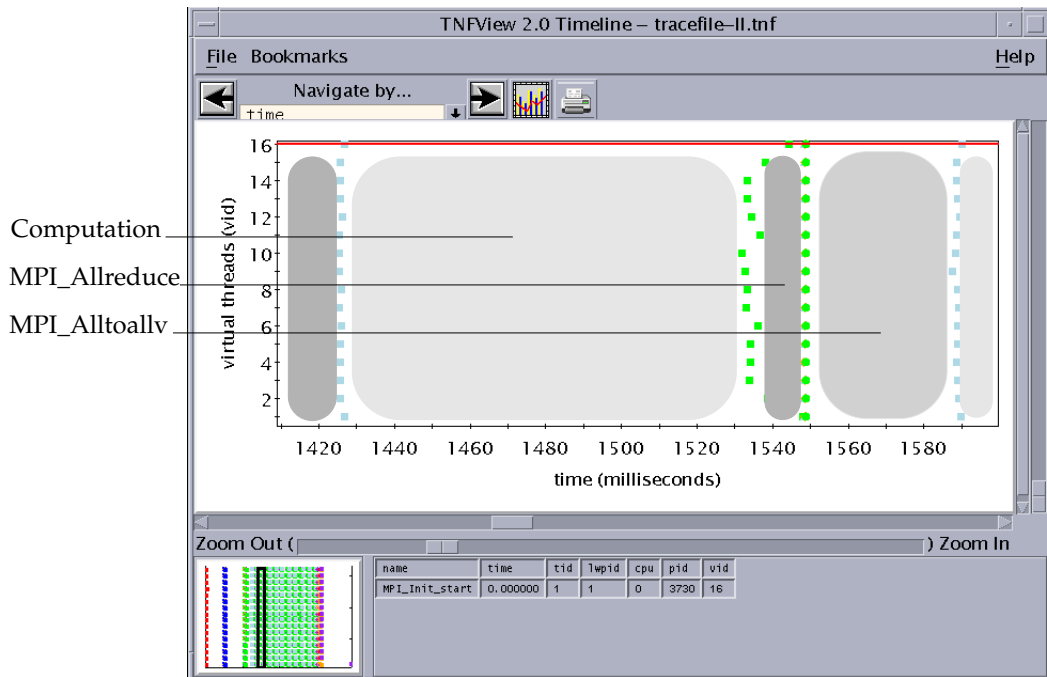 TNFView 2.0 Timeline – tracefile–II.tnf
File Bookmarks Help
Navigate by...
time
16
14
12
10
8
6
4
2
virtual threads (vid)
Computation
MPI_Allreduce
MPI_Alltoallv
1420 1440 1460 1480 1500 1520 1540 1560 1580
time (milliseconds)
Zoom Out ( ) Zoom In
name time tid lwpid cpu pid vid
MPI_Init_start 0.000000 1 1 0 3730 16